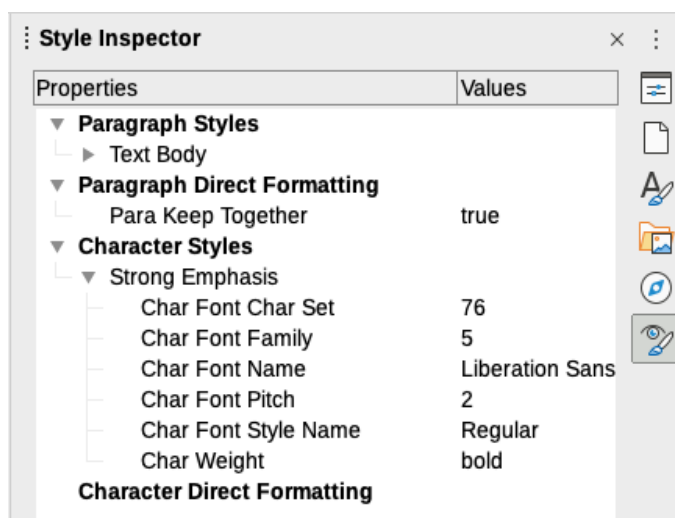 Style Inspector
Properties Values
Paragraph Styles
Text Body
Paragraph Direct Formatting
Para Keep Together true
Character Styles
Strong Emphasis
Char Font Char Set 76
Char Font Family 5
Char Font Name Liberation Sans
Char Font Pitch 2
Char Font Style Name Regular
Char Weight bold
Character Direct Formatting